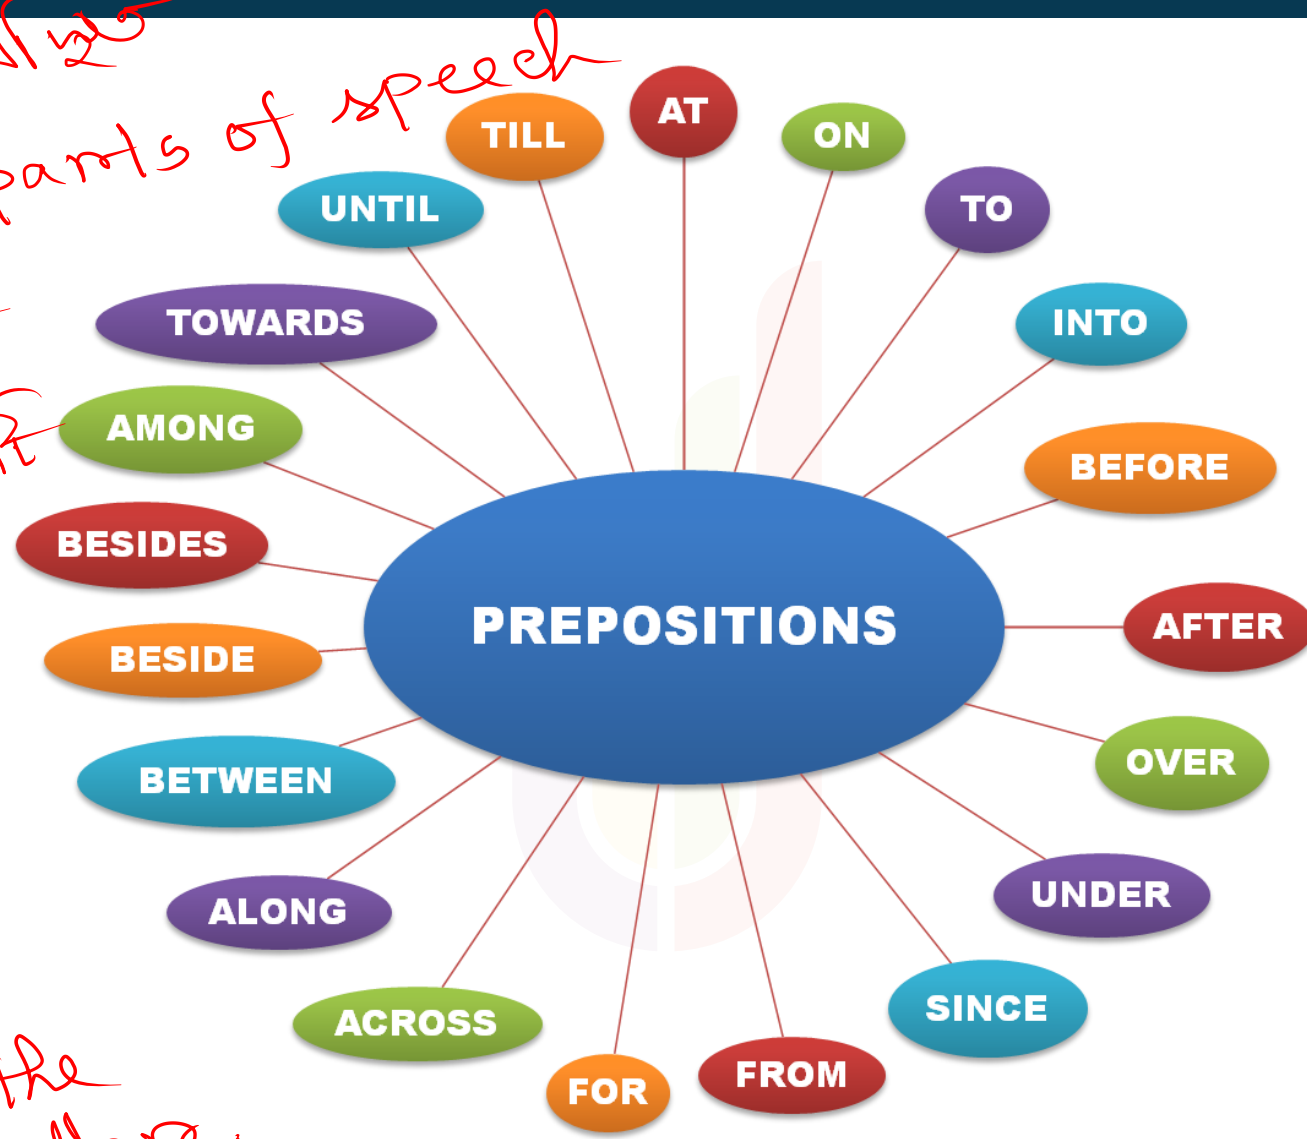 parts of speech
AT
ON
TO
INTO
BEFORE
AFTER
OVER
UNDER
SINCE
FROM
FOR
ACROSS
ALONG
BETWEEN
BESIDE
BESIDES
AMONG
TOWARDS
UNTIL
TILL
PREPOSITIONS
the